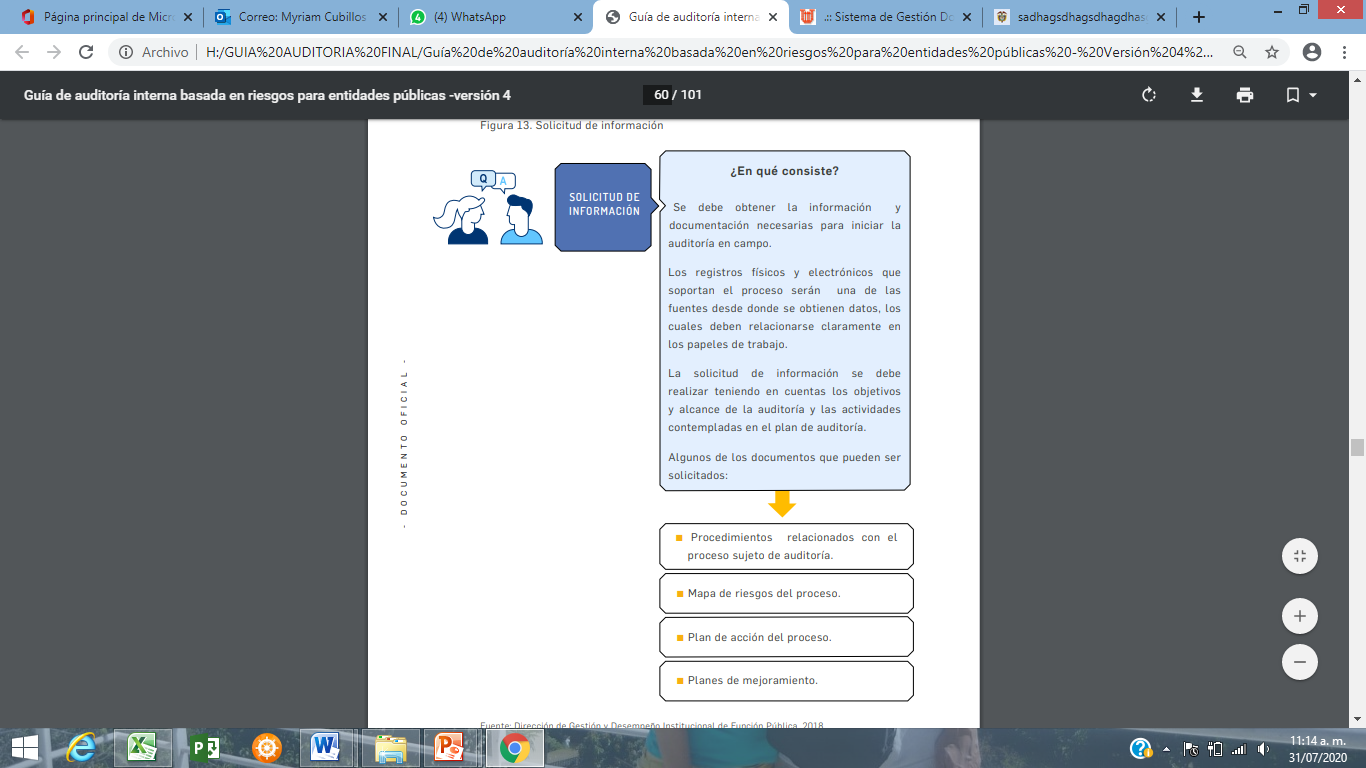 Página principal de Micr
Correo: Myriam Cubillos
(4) WhatsApp
Guía de auditoría interna
.:: Sistema de Gestión Do
sadhagsdhagsdhagdhas
Archivo
H:/GUIA%20AUDITORIA%20FINAL/Guía%20de%20auditoría%20interna%20basada%20en%20riesgos%20para%20entidades%20públicas%20-%20Versión%204%2...
Guía de auditoría interna basada en riesgos para entidades públicas -versión 4
60 / 101
Figura 13. Solicitud de información
Q A
SOLICITUD DE
INFORMACIÓN
¿En qué consiste?
Se debe obtener la información y
documentación necesarias para iniciar la
auditoría en campo.
Los registros físicos y electrónicos que
soportan el proceso serán una de las
fuentes desde donde se obtienen datos, los
cuales deben relacionarse claramente en
los papeles de trabajo.
La solicitud de información se debe
realizar teniendo en cuentas los objetivos
y alcance de la auditoría y las actividades
contempladas en el plan de auditoría.
Algunos de los documentos que pueden ser
solicitados:
- DOCUMENTO OFICIAL -
Procedimientos relacionados con el
proceso sujeto de auditoría.
Mapa de riesgos del proceso.
Plan de acción del proceso.
Planes de mejoramiento.
Fuente: Dirección de Gestión y Desempeño Institucional de Función Pública, 2018
11:14 a. m.
31/07/2020